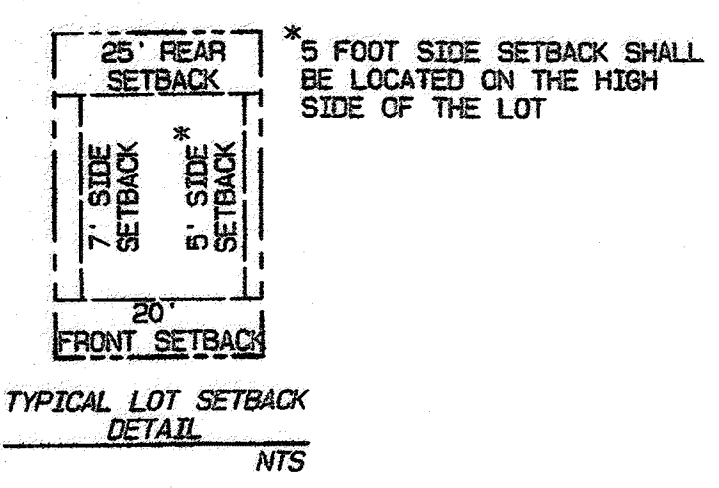 25' REAR
SETBACK
*5 FOOT SIDE SETBACK SHALL
BE LOCATED ON THE HIGH
SIDE OF THE LOT
7' SIDE
SETBACK
*
5' SIDE
SETBACK
20'
FRONT SETBACK
TYPICAL LOT SETBACK
DETAIL
NTS